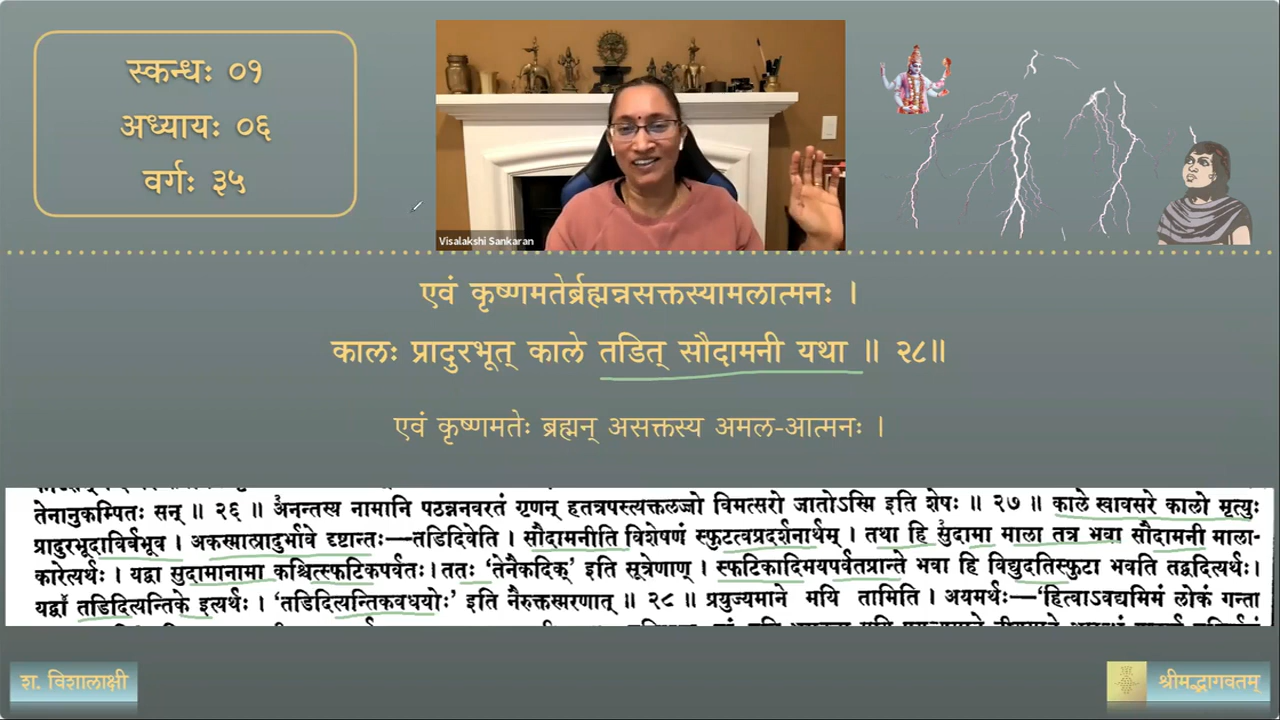 स्कन्धः ०१
अध्यायः ०६
वर्गः ३५
Visalakshi Sankaran
एवं कृष्णमतेर्ब्रह्मन्नसक्तस्यामलात्मनः ।
कालः प्रादुरभूत् काले तडित् सौदामनी यथा ॥ २८॥
एवं कृष्णमतेः ब्रह्मन् असक्तस्य अमल-आत्मनः ।
तेनानुकम्पितः सन् ॥ २६ ॥ अनन्तस्य नामानि पठन्ननवरतं गृणन् हतत्रपस्त्यक्तलज्जो विमत्सरो जातोऽस्मि इति शेषः ॥ २७ ॥ काले स्वावसरे कालो मृत्युः
प्रादुरभूदाविर्बभूव । अकस्मात्प्रादुर्भावे दृष्टान्तः—तडिदिवेति । सौदामनीति विशेषणं स्फुटत्वप्रदर्शनार्थम् । तथा हि सुदामा माला तत्र भवा सौदामनी माला-
कारेत्यर्थः । यद्वा सुदामानामा कश्चित्स्फटिकपर्वतः । ततः ‘तेनैकदिक्’ इति सूत्रेणाण् । स्फटिकादिमयपर्वतप्रान्ते भवा हि विद्युदतिस्फुटा भवति तद्वदित्यर्थः ।
यद्वा तडिदित्यन्तिके इत्यर्थः । ‘तडिदित्यन्तिकवधयोः’ इति नैरुक्तस्मरणात् ॥ २८ ॥ प्रयुज्यमाने मयि तामिति । अयमर्थः—‘हित्वाऽवद्यमिमं लोकं गन्ता
श. विशालाक्षी
श्रीमद्भागवतम्